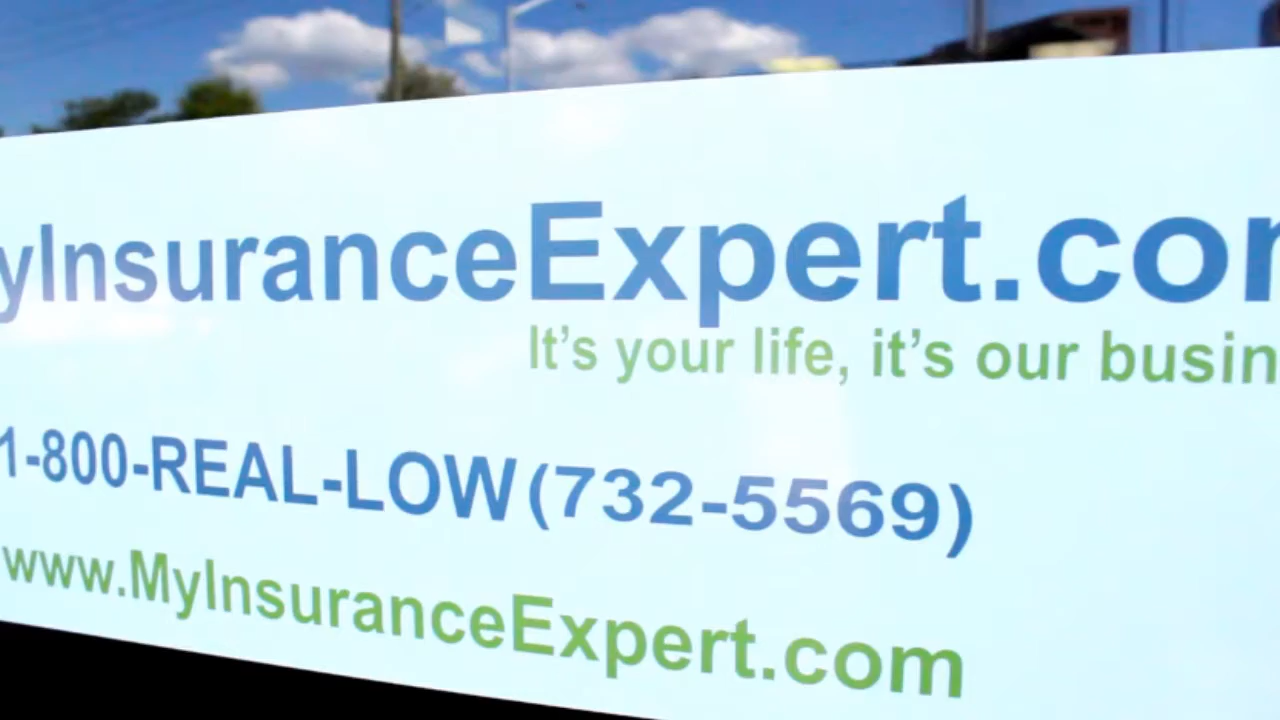 yInsuranceExpert.co
It's your life, it's our busin
1-800-REAL-LOW(732-5569)
www.MyInsuranceExpert.com